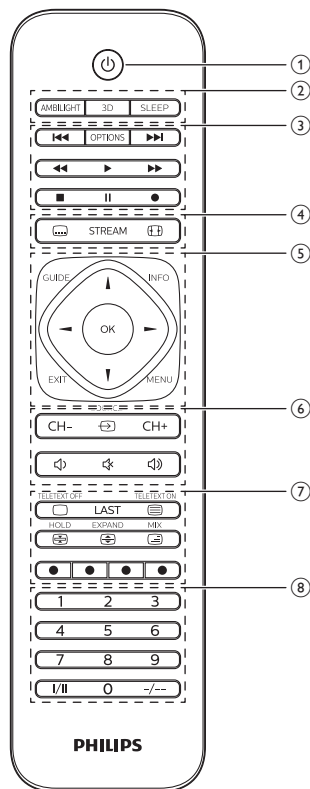 ①
②
AMBILIGHT 3D SLEEP
③
OPTIONS
④
STREAM
⑤
GUIDE INFO
OK
EXIT MENU
⑥
CH- CH+
⑦
TELETEXT OFF TELETEXT ON
LAST
HOLD EXPAND MIX
⑧
1 2 3
4 5 6
7 8 9
I/II 0 -/--
PHILIPS